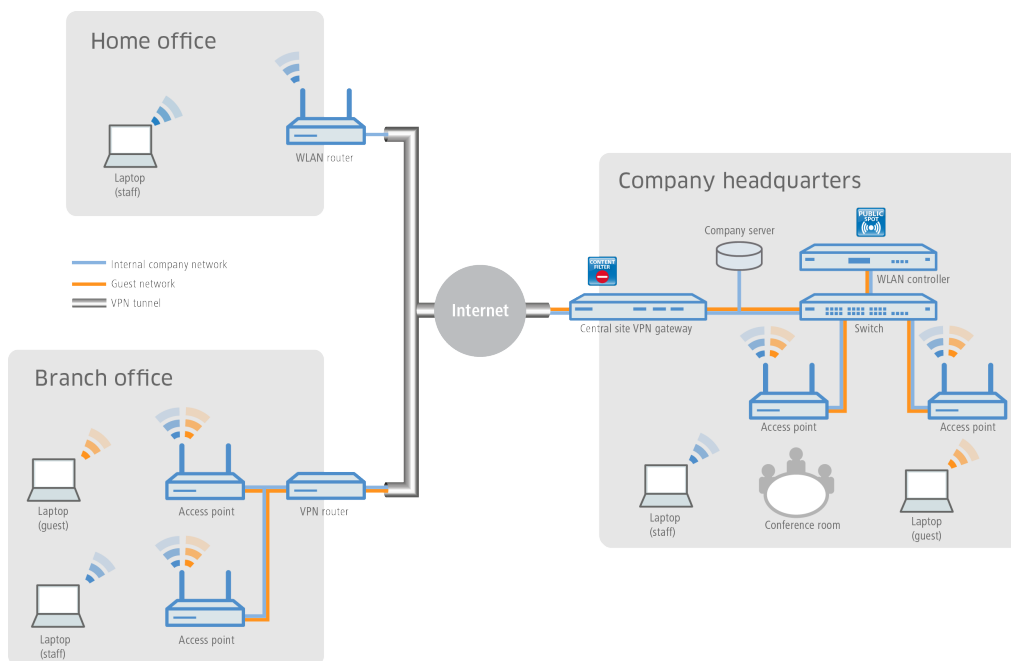 Home office
WLAN router
Laptop
(staff)
Internal company network
Guest network
VPN tunnel
Internet
Company headquarters
PUBLIC
SPOT
Company server
CONTENT
FILTER
WLAN controller
Central site VPN gateway
Switch
Access point
Access point
Laptop
(staff)
Conference room
Laptop
(guest)
Branch office
Laptop
(guest)
Access point
VPN router
Laptop
(staff)
Access point